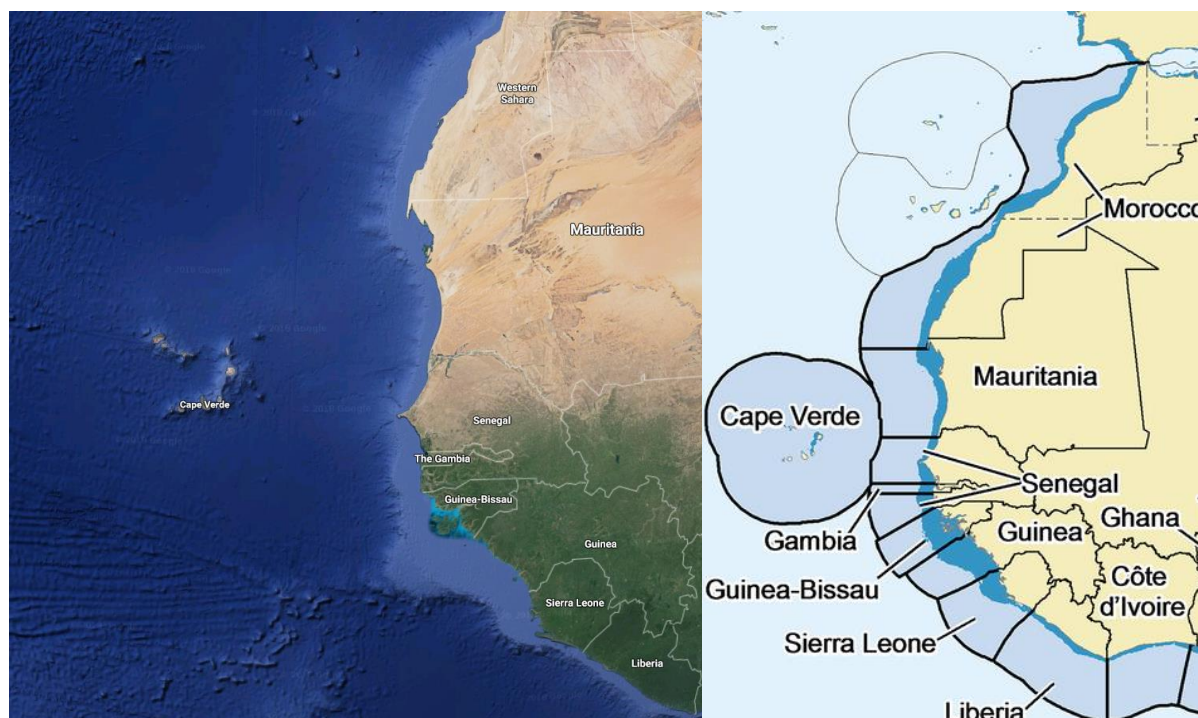 Western
Sahara
Mauritania
Cape Verde
Senegal
The Gambia
Guinea-Bissau
Guinea
Sierra Leone
Liberia
Morocco
Mauritania
Cape Verde
Senegal
Gambia
Guinea
Ghana
Guinea-Bissau
Côte
d'Ivoire
Sierra Leone
Liberia